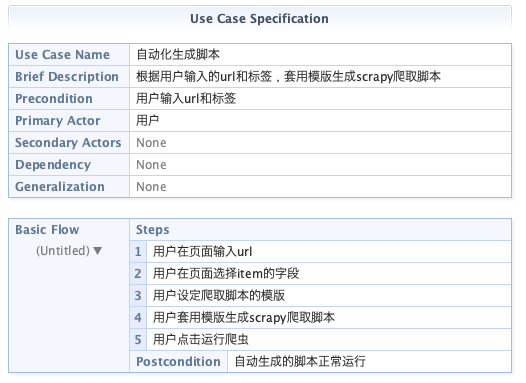 Use Case Specification
Use Case Name 自动化生成脚本
Brief Description 根据用户输入的url和标签，套用模版生成scrapy爬取脚本
Precondition 用户输入url和标签
Primary Actor 用户
Secondary Actors None
Dependency None
Generalization None
Basic Flow Steps
(Untitled) ▼ 1 用户在页面输入url
2 用户在页面选择item的字段
3 用户设定爬取脚本的模版
4 用户套用模版生成scrapy爬取脚本
5 用户点击运行爬虫
Postcondition 自动生成的脚本正常运行